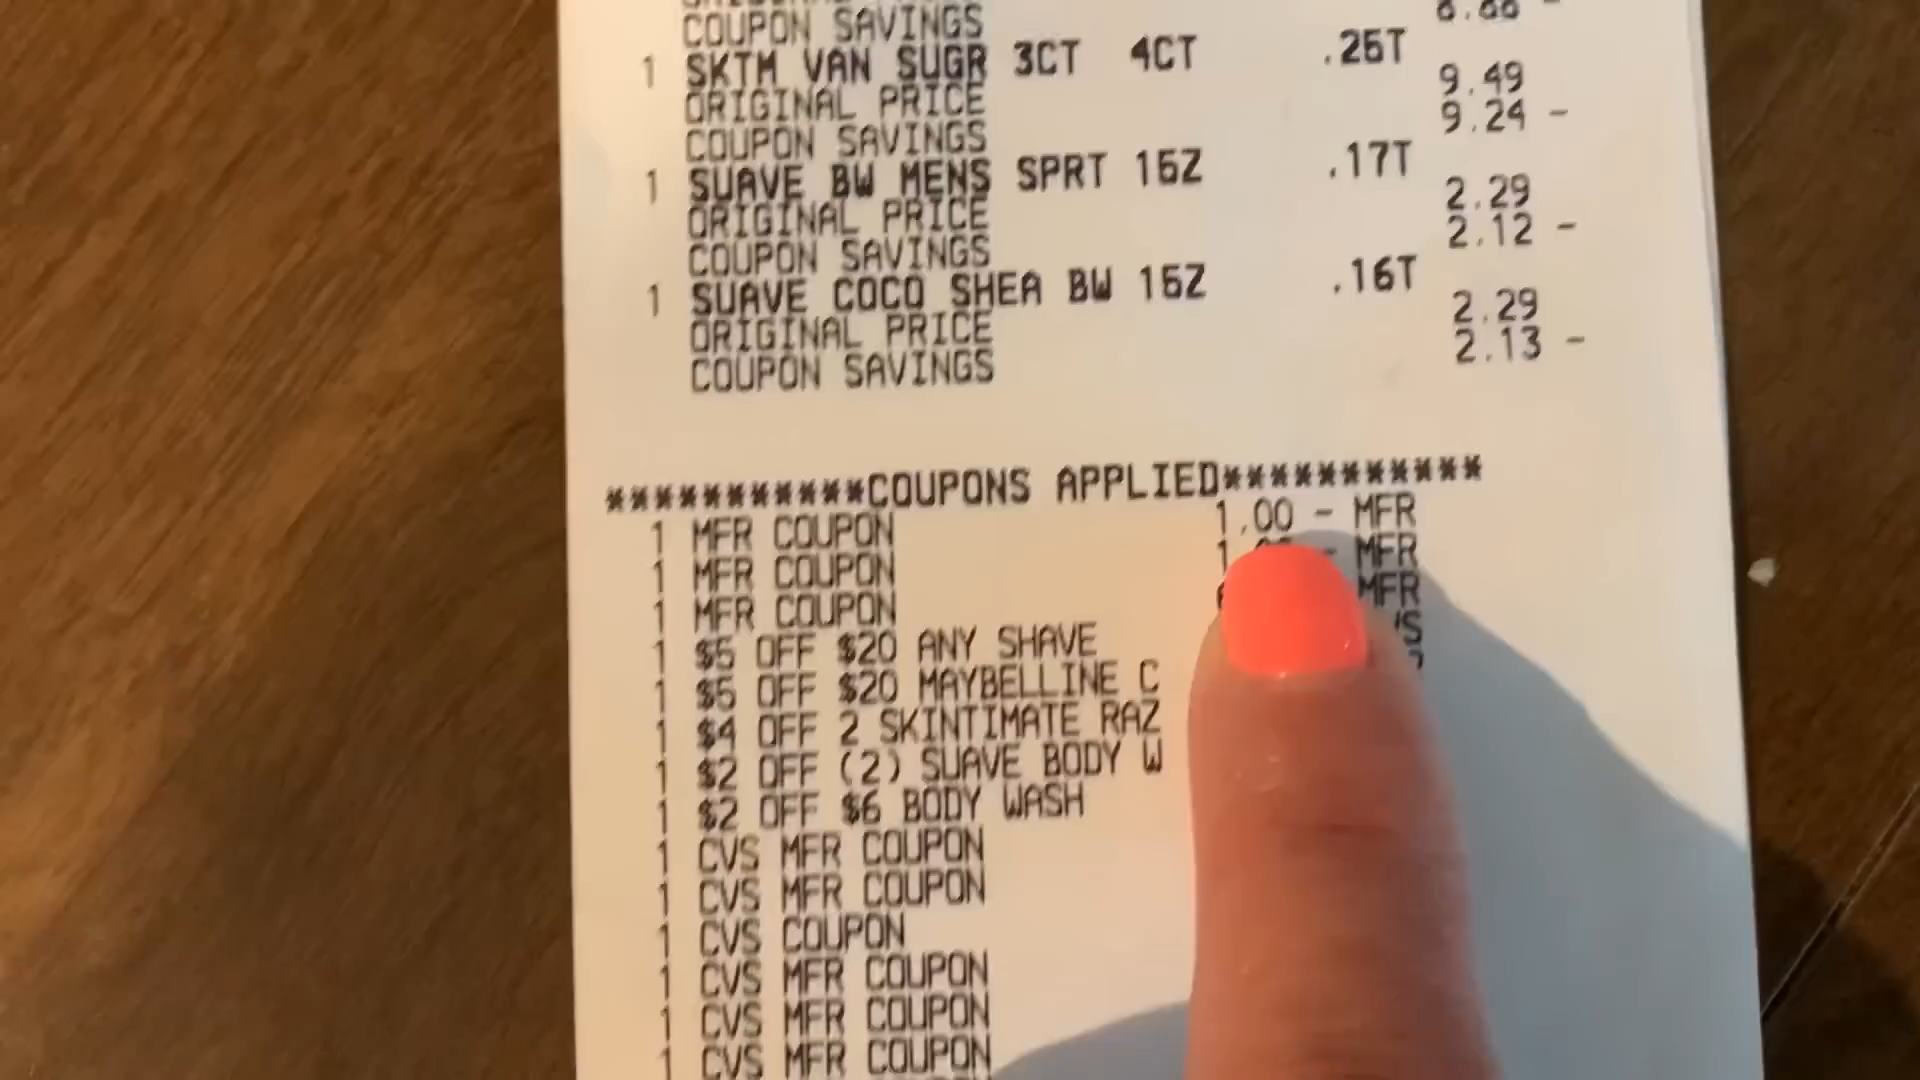 COUPON SAVINGS
1 SKTM VAN SUGR 3CT 4CT .25T
ORIGINAL PRICE 9.49
COUPON SAVINGS 9.24 -
1 SUAVE BW MENS SPRT 15Z .17T
ORIGINAL PRICE 2.29
COUPON SAVINGS 2.12 -
1 SUAVE COCO SHEA BW 15Z .16T
ORIGINAL PRICE 2.29
COUPON SAVINGS 2.13 -
***********COUPONS APPLIED***********
1 MFR COUPON 1.00 - MFR
1 MFR COUPON - MFR
1 MFR COUPON MFR
1 $5 OFF $20 ANY SHAVE
1 $5 OFF $20 MAYBELLINE C
1 $4 OFF 2 SKINTIMATE RAZ
1 $2 OFF (2) SUAVE BODY W
1 $2 OFF $6 BODY WASH
1 CVS MFR COUPON
1 CVS MFR COUPON
1 CVS COUPON
1 CVS MFR COUPON
1 CVS MFR COUPON
1 CVS MFR COUPON